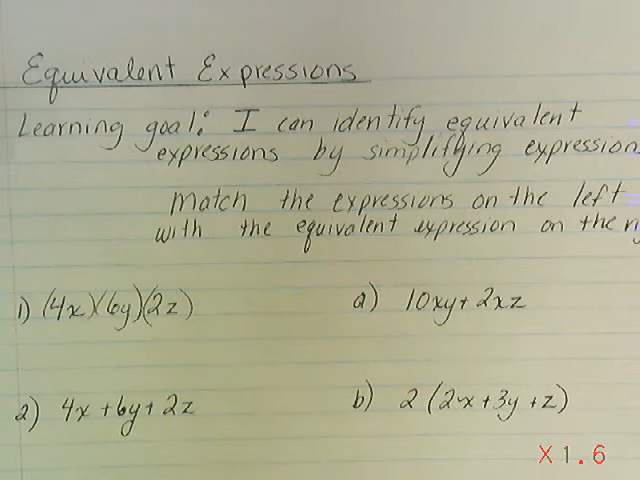 Equivalent Expressions
Learning goal: I can identify equivalent
expressions by simplifying expression
Match the expressions on the left
with the equivalent expression on the
1) (4x)(6y)(2z)
a) 10xy + 2xz
2) 4x + 6y + 2z
b) 2 (2x + 3y + z)
X1.6